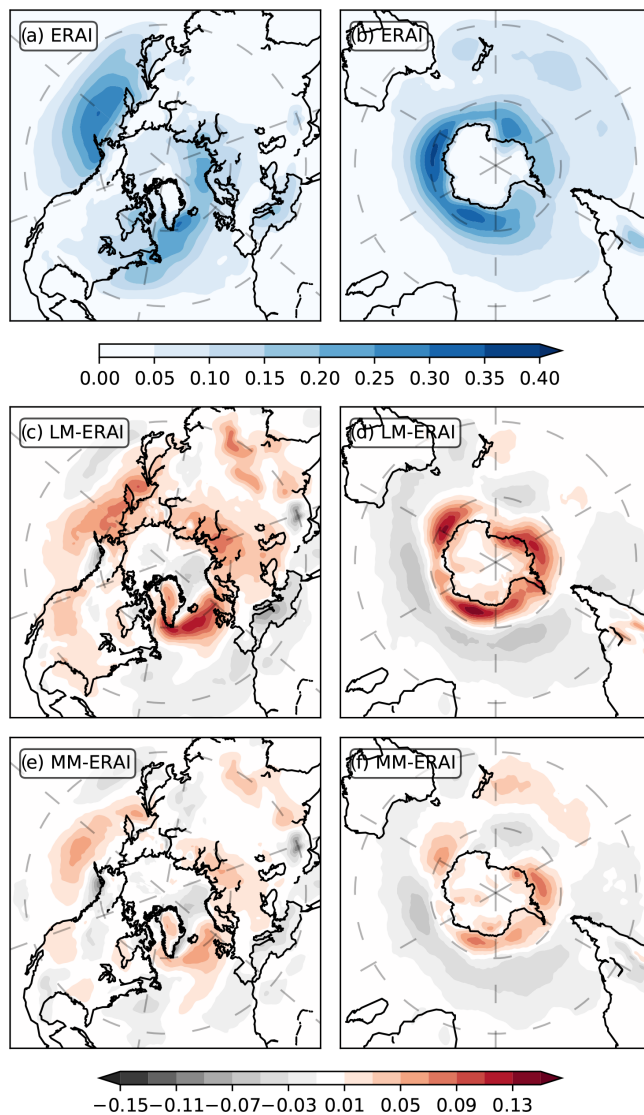 (a) ERAI
(b) ERAI
0.00 0.05 0.10 0.15 0.20 0.25 0.30 0.35 0.40
(c) LM-ERAI
(d) LM-ERAI
(e) MM-ERAI
(f) MM-ERAI
−0.15 −0.11 −0.07 −0.03 0.01 0.05 0.09 0.13